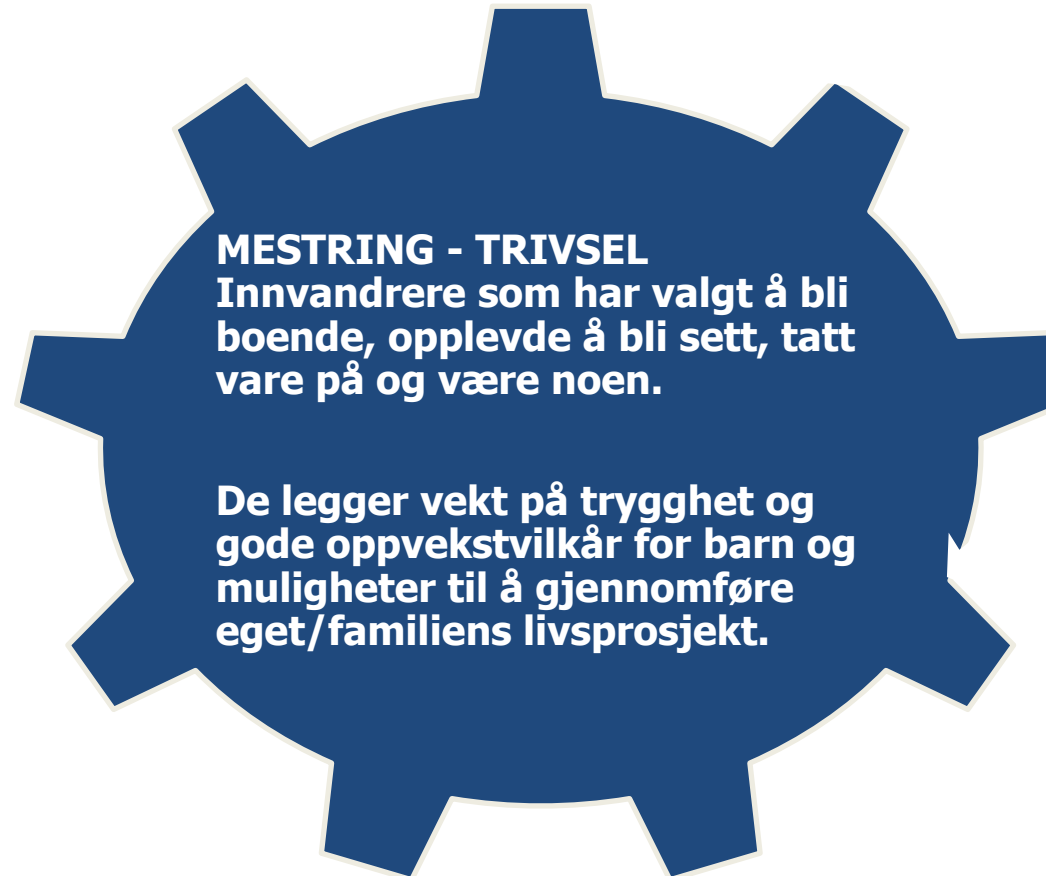 MESTRING - TRIVSEL
Innvandrere som har valgt å bli
boende, opplevde å bli sett, tatt
vare på og være noen.
De legger vekt på trygghet og
gode oppvekstvilkår for barn og
muligheter til å gjennomføre
eget/familiens livsprosjekt.